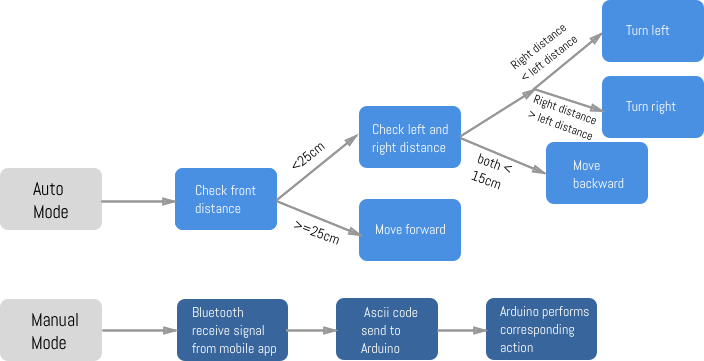 Auto
Mode
Check front
distance
<25cm
>=25cm
Check left and
right distance
Move forward
Right distance
< left distance
Right distance
> left distance
both <
15cm
Turn left
Turn right
Move
backward
Manual
Mode
Bluetooth
receive signal
from mobile app
Ascii code
send to
Arduino
Arduino performs
corresponding
action